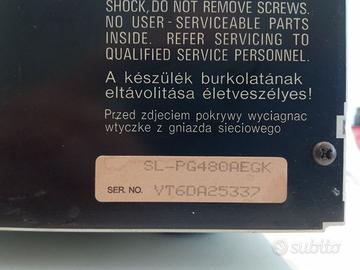 SHOCK, DO NOT REMOVE SCREWS.
NO USER - SERVICEABLE PARTS
INSIDE. REFER SERVICING TO
QUALIFIED SERVICE PERSONNEL.
A készülék burkolatának
eltávolitása életveszélyes!
Przed zdjeciem pokrywy wyciagnac
wtyczke z gniazda sieciowego
SL-PG480AEGK
SER. NO. VT6DA25337
subito